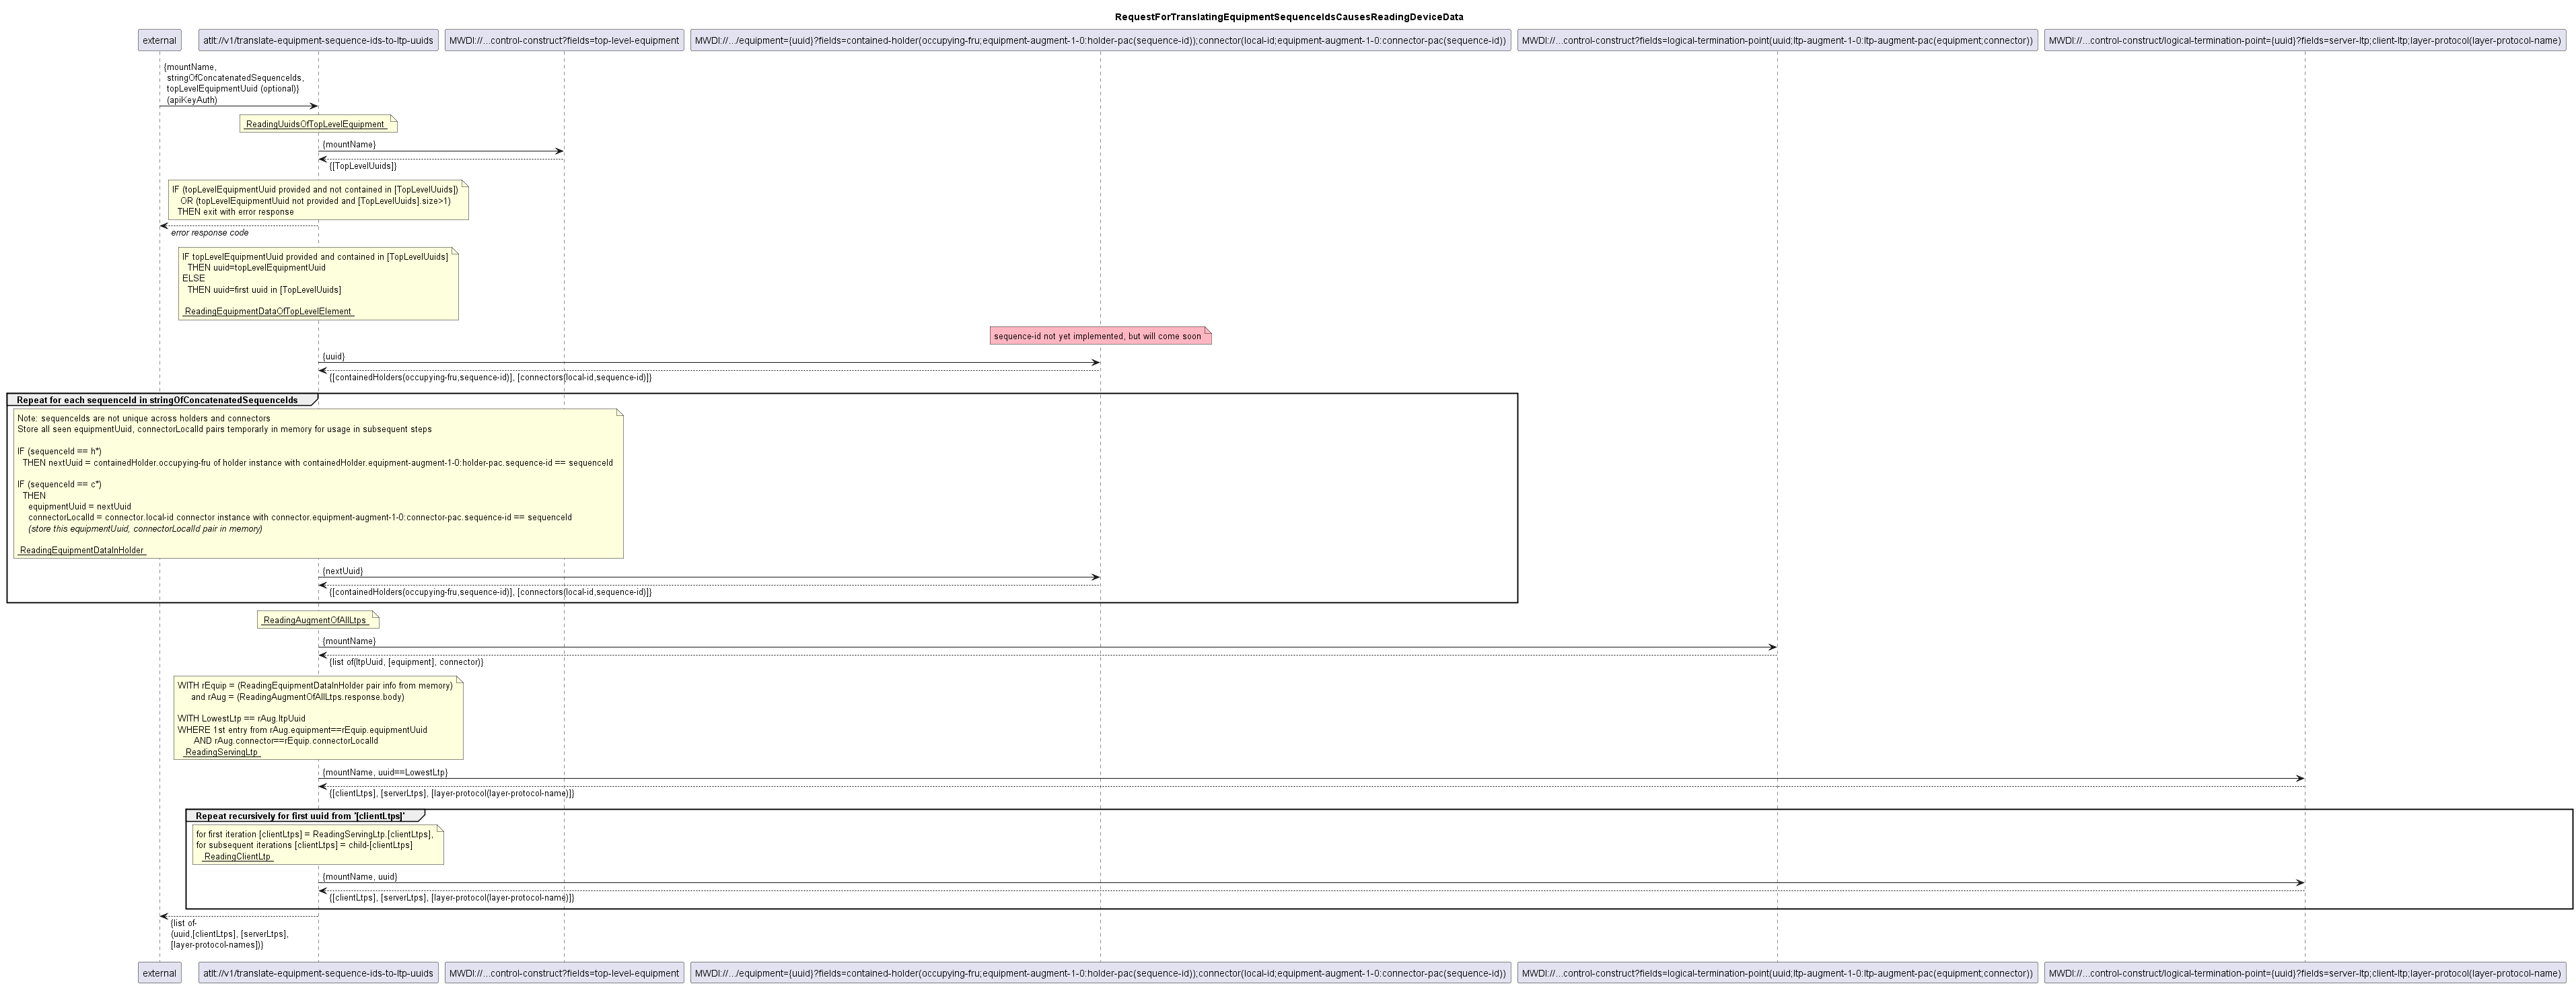 RequestForTranslatingEquipmentSequenceIdsCausesReadingDeviceData
external
atlt://v1/translate-equipment-sequence-ids-to-ltp-uuids
MWDI://...control-construct?fields=top-level-equipment
MWDI://.../equipment={uuid}?fields=contained-holder(occupying-fru;equipment-augment-1-0:holder-pac(sequence-id));connector(local-id;equipment-augment-1-0:connector-pac(sequence-id))
MWDI://...control-construct?fields=logical-termination-point(uuid;ltp-augment-1-0:ltp-augment-pac(equipment;connector))
MWDI://...control-construct/logical-termination-point={uuid}?fields=server-ltp;client-ltp;layer-protocol(layer-protocol-name)
{mountName,
stringOfConcatenatedSequenceIds,
topLevelEquipmentUuid (optional)}
(apiKeyAuth)
ReadingUuidsOfTopLevelEquipment
{mountName}
{[TopLevelUuids]}
IF (topLevelEquipmentUuid provided and not contained in [TopLevelUuids])
OR (topLevelEquipmentUuid not provided and [TopLevelUuids].size>1)
THEN exit with error response
error response code
IF topLevelEquipmentUuid provided and contained in [TopLevelUuids]
THEN uuid=topLevelEquipmentUuid
ELSE
THEN uuid=first uuid in [TopLevelUuids]
ReadingEquipmentDataOfTopLevelElement
sequence-id not yet implemented, but will come soon
{uuid}
{[containedHolders(occupying-fru,sequence-id)], [connectors(local-id,sequence-id)]}
Repeat for each sequenceId in stringOfConcatenatedSequenceIds
Note: sequenceIds are not unique across holders and connectors
Store all seen equipmentUuid, connectorLocalId pairs temporarly in memory for usage in subsequent steps
IF (sequenceId == h*)
THEN nextUuid = containedHolder.occupying-fru of holder instance with containedHolder.equipment-augment-1-0:holder-pac.sequence-id == sequenceId
IF (sequenceId == c*)
THEN
equipmentUuid = nextUuid
connectorLocalId = connector.local-id connector instance with connector.equipment-augment-1-0:connector-pac.sequence-id == sequenceId
(store this equipmentUuid, connectorLocalId pair in memory)
ReadingEquipmentDataInHolder
{nextUuid}
{[containedHolders(occupying-fru,sequence-id)], [connectors(local-id,sequence-id)]}
ReadingAugmentOfAllLtps
{mountName}
{list of(ltpUuid, [equipment], connector)}
WITH rEquip = (ReadingEquipmentDataInHolder pair info from memory)
and rAug = (ReadingAugmentOfAllLtps.response.body)
WITH LowestLtp == rAug.ltpUuid
WHERE 1st entry from rAug.equipment==rEquip.equipmentUuid
AND rAug.connector==rEquip.connectorLocalId
ReadingServingLtp
{mountName, uuid==LowestLtp}
{[clientLtps], [serverLtps], [layer-protocol(layer-protocol-name)]}
Repeat recursively for first uuid from '[clientLtps]'
for first iteration [clientLtps] = ReadingServingLtp.[clientLtps],
for subsequent iterations [clientLtps] = child-[clientLtps]
ReadingClientLtp
{mountName, uuid}
{[clientLtps], [serverLtps], [layer-protocol(layer-protocol-name)]}
{list of-
(uuid,[clientLtps], [serverLtps],
[layer-protocol-names])}
external
atlt://v1/translate-equipment-sequence-ids-to-ltp-uuids
MWDI://...control-construct?fields=top-level-equipment
MWDI://.../equipment={uuid}?fields=contained-holder(occupying-fru;equipment-augment-1-0:holder-pac(sequence-id));connector(local-id;equipment-augment-1-0:connector-pac(sequence-id))
MWDI://...control-construct?fields=logical-termination-point(uuid;ltp-augment-1-0:ltp-augment-pac(equipment;connector))
MWDI://...control-construct/logical-termination-point={uuid}?fields=server-ltp;client-ltp;layer-protocol(layer-protocol-name)